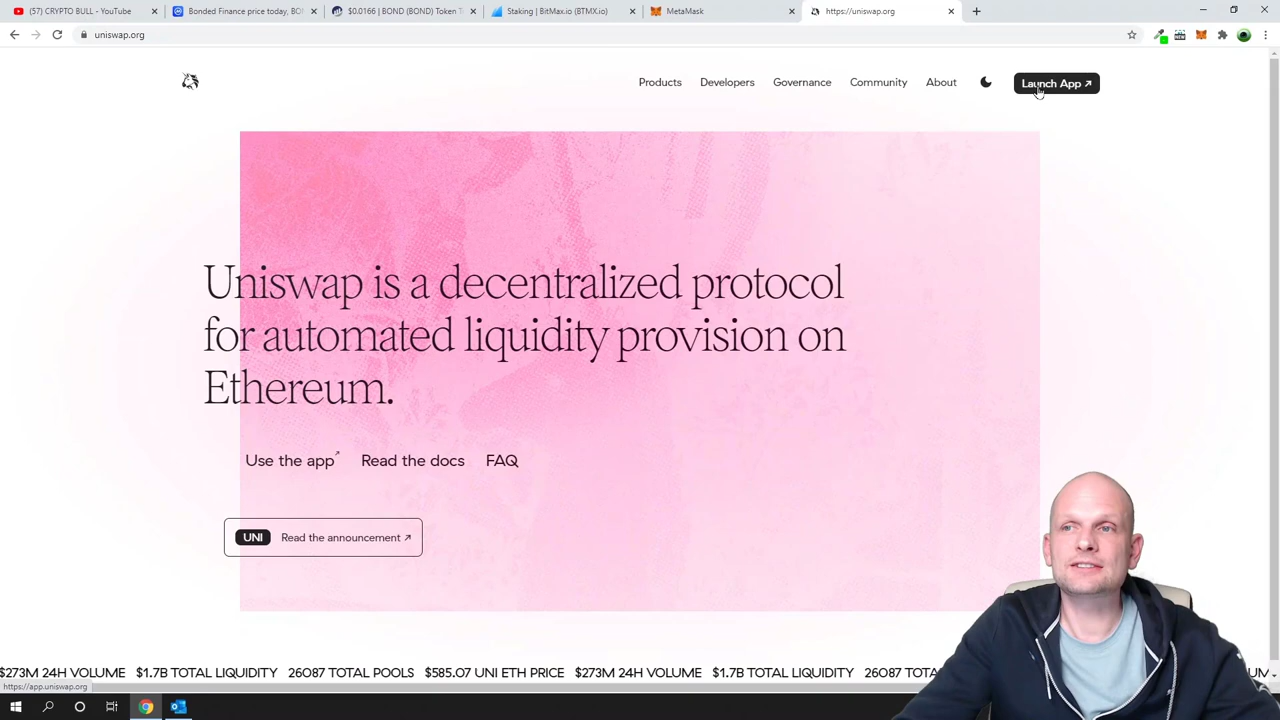 (57) CRYPTO BULL - YouTube
Bonded Finance price today, BO
$0.0166 | BOND (BOND) Token T
Staking | BitMax.io (BTMX.io)
MetaMask
https://uniswap.org
uniswap.org
Products
Developers
Governance
Community
About
Launch App ↗
Uniswap is a decentralized protocol
for automated liquidity provision on
Ethereum.
Use the app↗
Read the docs
FAQ
UNI
Read the announcement ↗
$273M 24H VOLUME $1.7B TOTAL LIQUIDITY 26087 TOTAL POOLS $585.07 UNI ETH PRICE $273M 24H VOLUME $1.7B TOTAL LIQUIDITY 26087 TOTA
https://app.uniswap.org